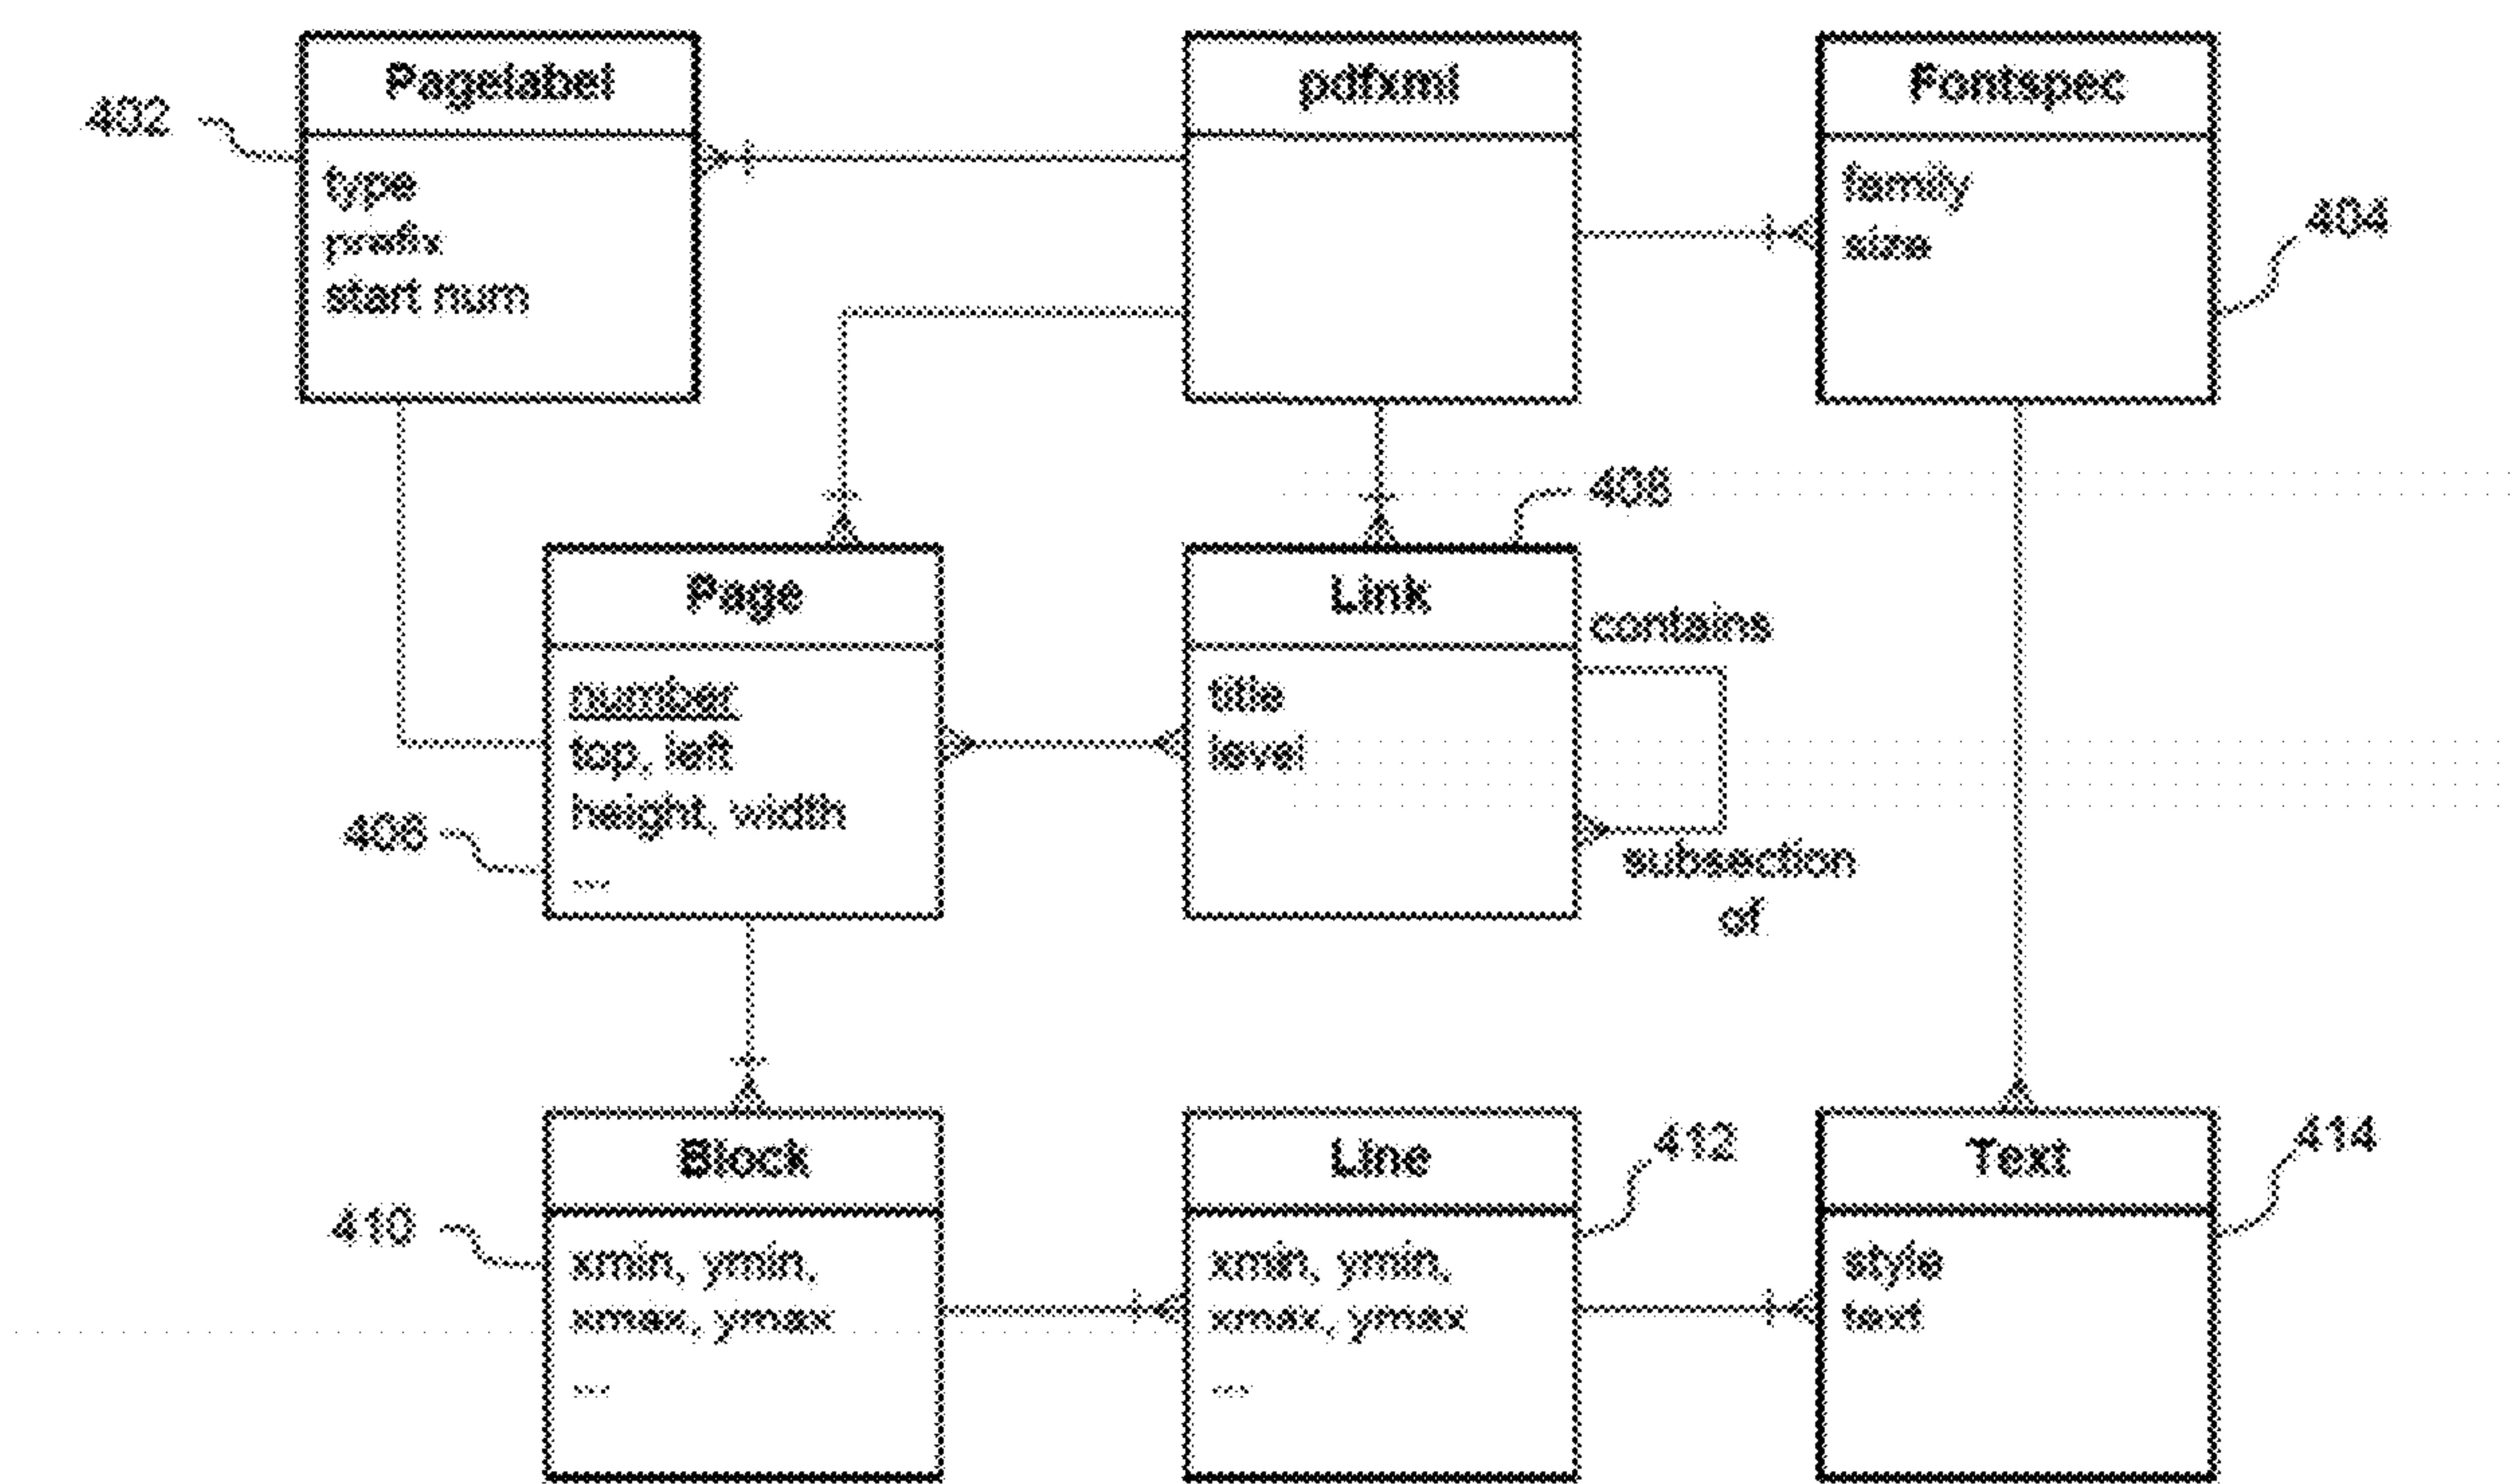 Pagelabel
pdfxml
Fontspec
402
type
prefix
start num
family
size
404
408
Page
Link
contains
number
top, left
height, width
...
title
level
406
subsection
of
Block
Line
412
Text
414
410
xmin, ymin,
xmax, ymax
...
xmin, ymin,
xmax, ymax
...
style
text